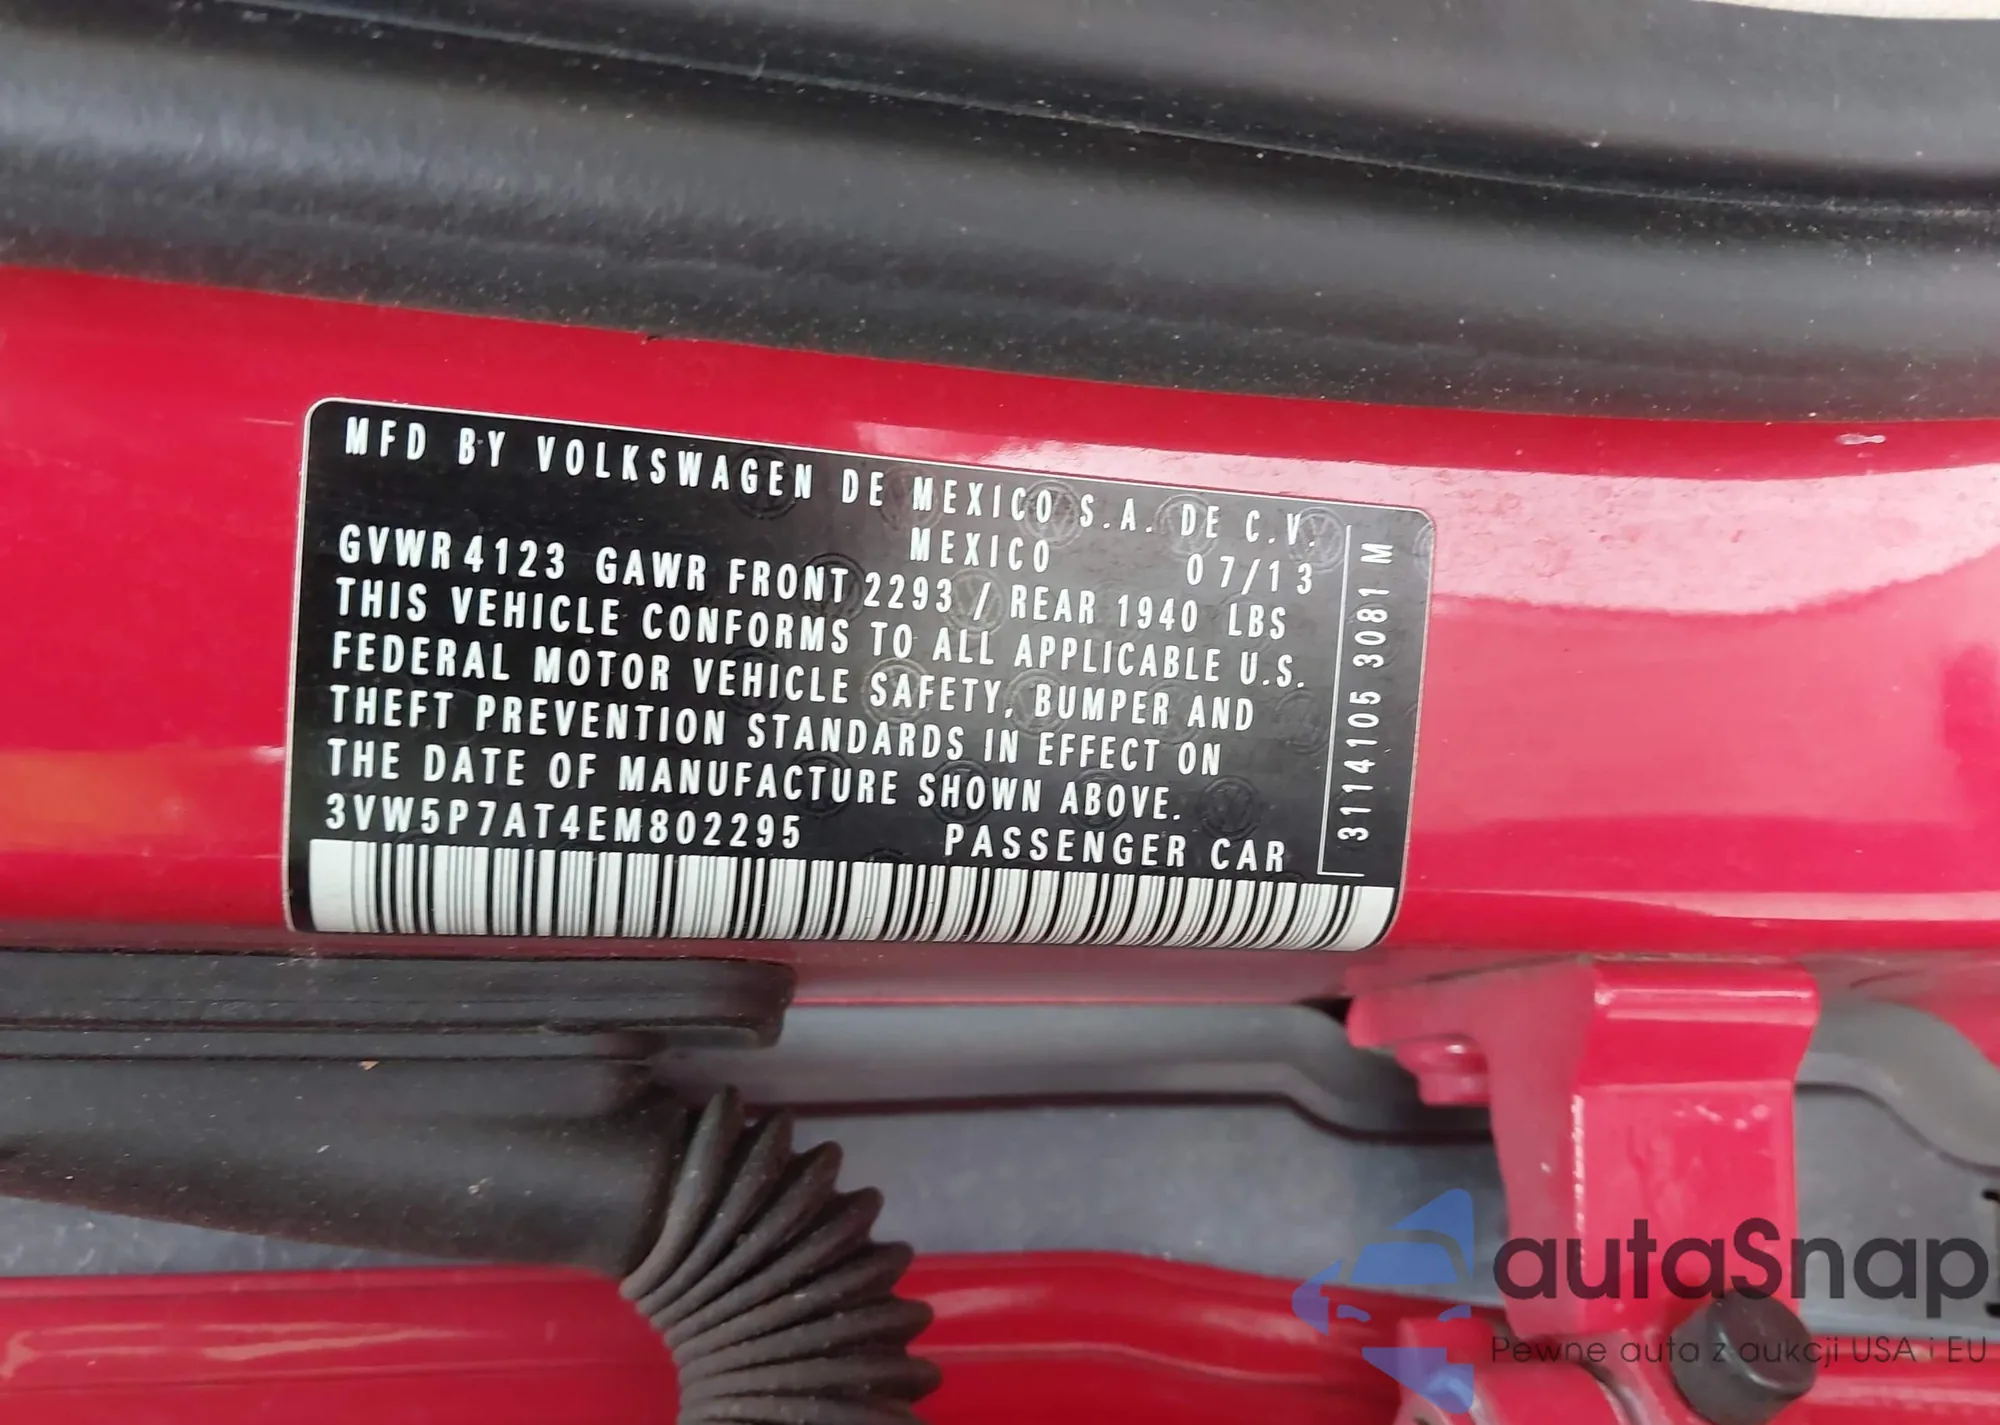 MFD BY VOLKSWAGEN DE MEXICO S.A. DE C.V.
MEXICO 07/13
GVWR 4123 GAWR FRONT 2293 / REAR 1940 LBS
THIS VEHICLE CONFORMS TO ALL APPLICABLE U.S.
FEDERAL MOTOR VEHICLE SAFETY, BUMPER AND
THEFT PREVENTION STANDARDS IN EFFECT ON
THE DATE OF MANUFACTURE SHOWN ABOVE.
3VW5P7AT4EM802295 PASSENGER CAR
3114105 3081 M
autaSnap
Pewne auta z aukcji USA i EU